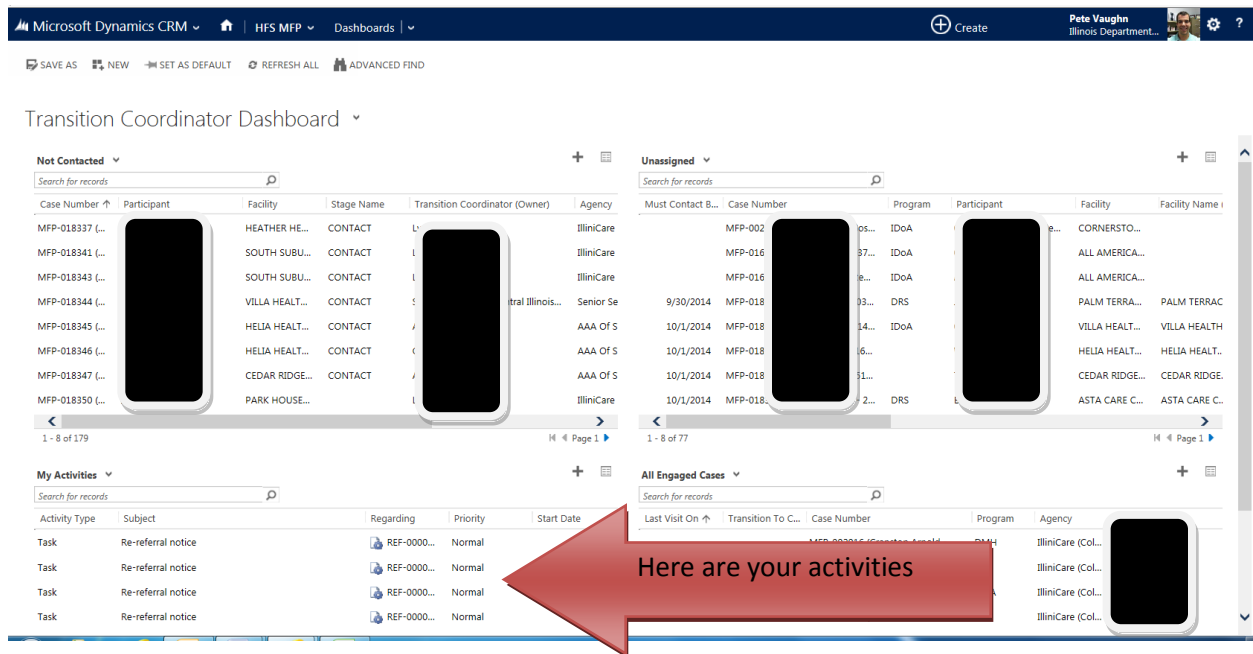 Microsoft Dynamics CRM HFS MFP Dashboards Create Pete Vaughn
Illinois Department... ?
SAVE AS NEW SET AS DEFAULT REFRESH ALL ADVANCED FIND
Transition Coordinator Dashboard
Not Contacted
Search for records
Case Number Participant Facility Stage Name Transition Coordinator (Owner) Agency
MFP-018337 (... HEATHER HE... CONTACT IlliniCare
MFP-018341 (... SOUTH SUBU... CONTACT IlliniCare
MFP-018343 (... SOUTH SUBU... CONTACT IlliniCare
MFP-018344 (... VILLA HEALT... CONTACT tral Illinois... Senior Se
MFP-018345 (... HELIA HEALT... CONTACT AAA Of S
MFP-018346 (... HELIA HEALT... CONTACT AAA Of S
MFP-018347 (... CEDAR RIDGE... CONTACT AAA Of S
MFP-018350 (... PARK HOUSE... IlliniCare
1 - 8 of 179 Page 1
Unassigned
Search for records
Must Contact B... Case Number Program Participant Facility Facility Name (
MFP-002 os... IDoA e... CORNERSTO...
MFP-016 37... IDoA ALL AMERICA...
MFP-016 e... IDoA ALL AMERICA...
9/30/2014 MFP-018 03... DRS PALM TERRA... PALM TERRAC
10/1/2014 MFP-018 14... IDoA VILLA HEALT... VILLA HEALTH
10/1/2014 MFP-018 6... HELIA HEALT... HELIA HEALT..
10/1/2014 MFP-018 51... CEDAR RIDGE... CEDAR RIDGE.
10/1/2014 MFP-018 2... DRS ASTA CARE C... ASTA CARE C..
1 - 8 of 77 Page 1
My Activities
Search for records
Activity Type Subject Regarding Priority Start Date
Task Re-referral notice REF-0000... Normal
Task Re-referral notice REF-0000... Normal
Task Re-referral notice REF-0000... Normal
Task Re-referral notice REF-0000... Normal
Here are your activities
All Engaged Cases
Search for records
Last Visit On Transition To C... Case Number Program Agency
DMH IlliniCare (Col...
IlliniCare (Col...
IlliniCare (Col...
IlliniCare (Col...